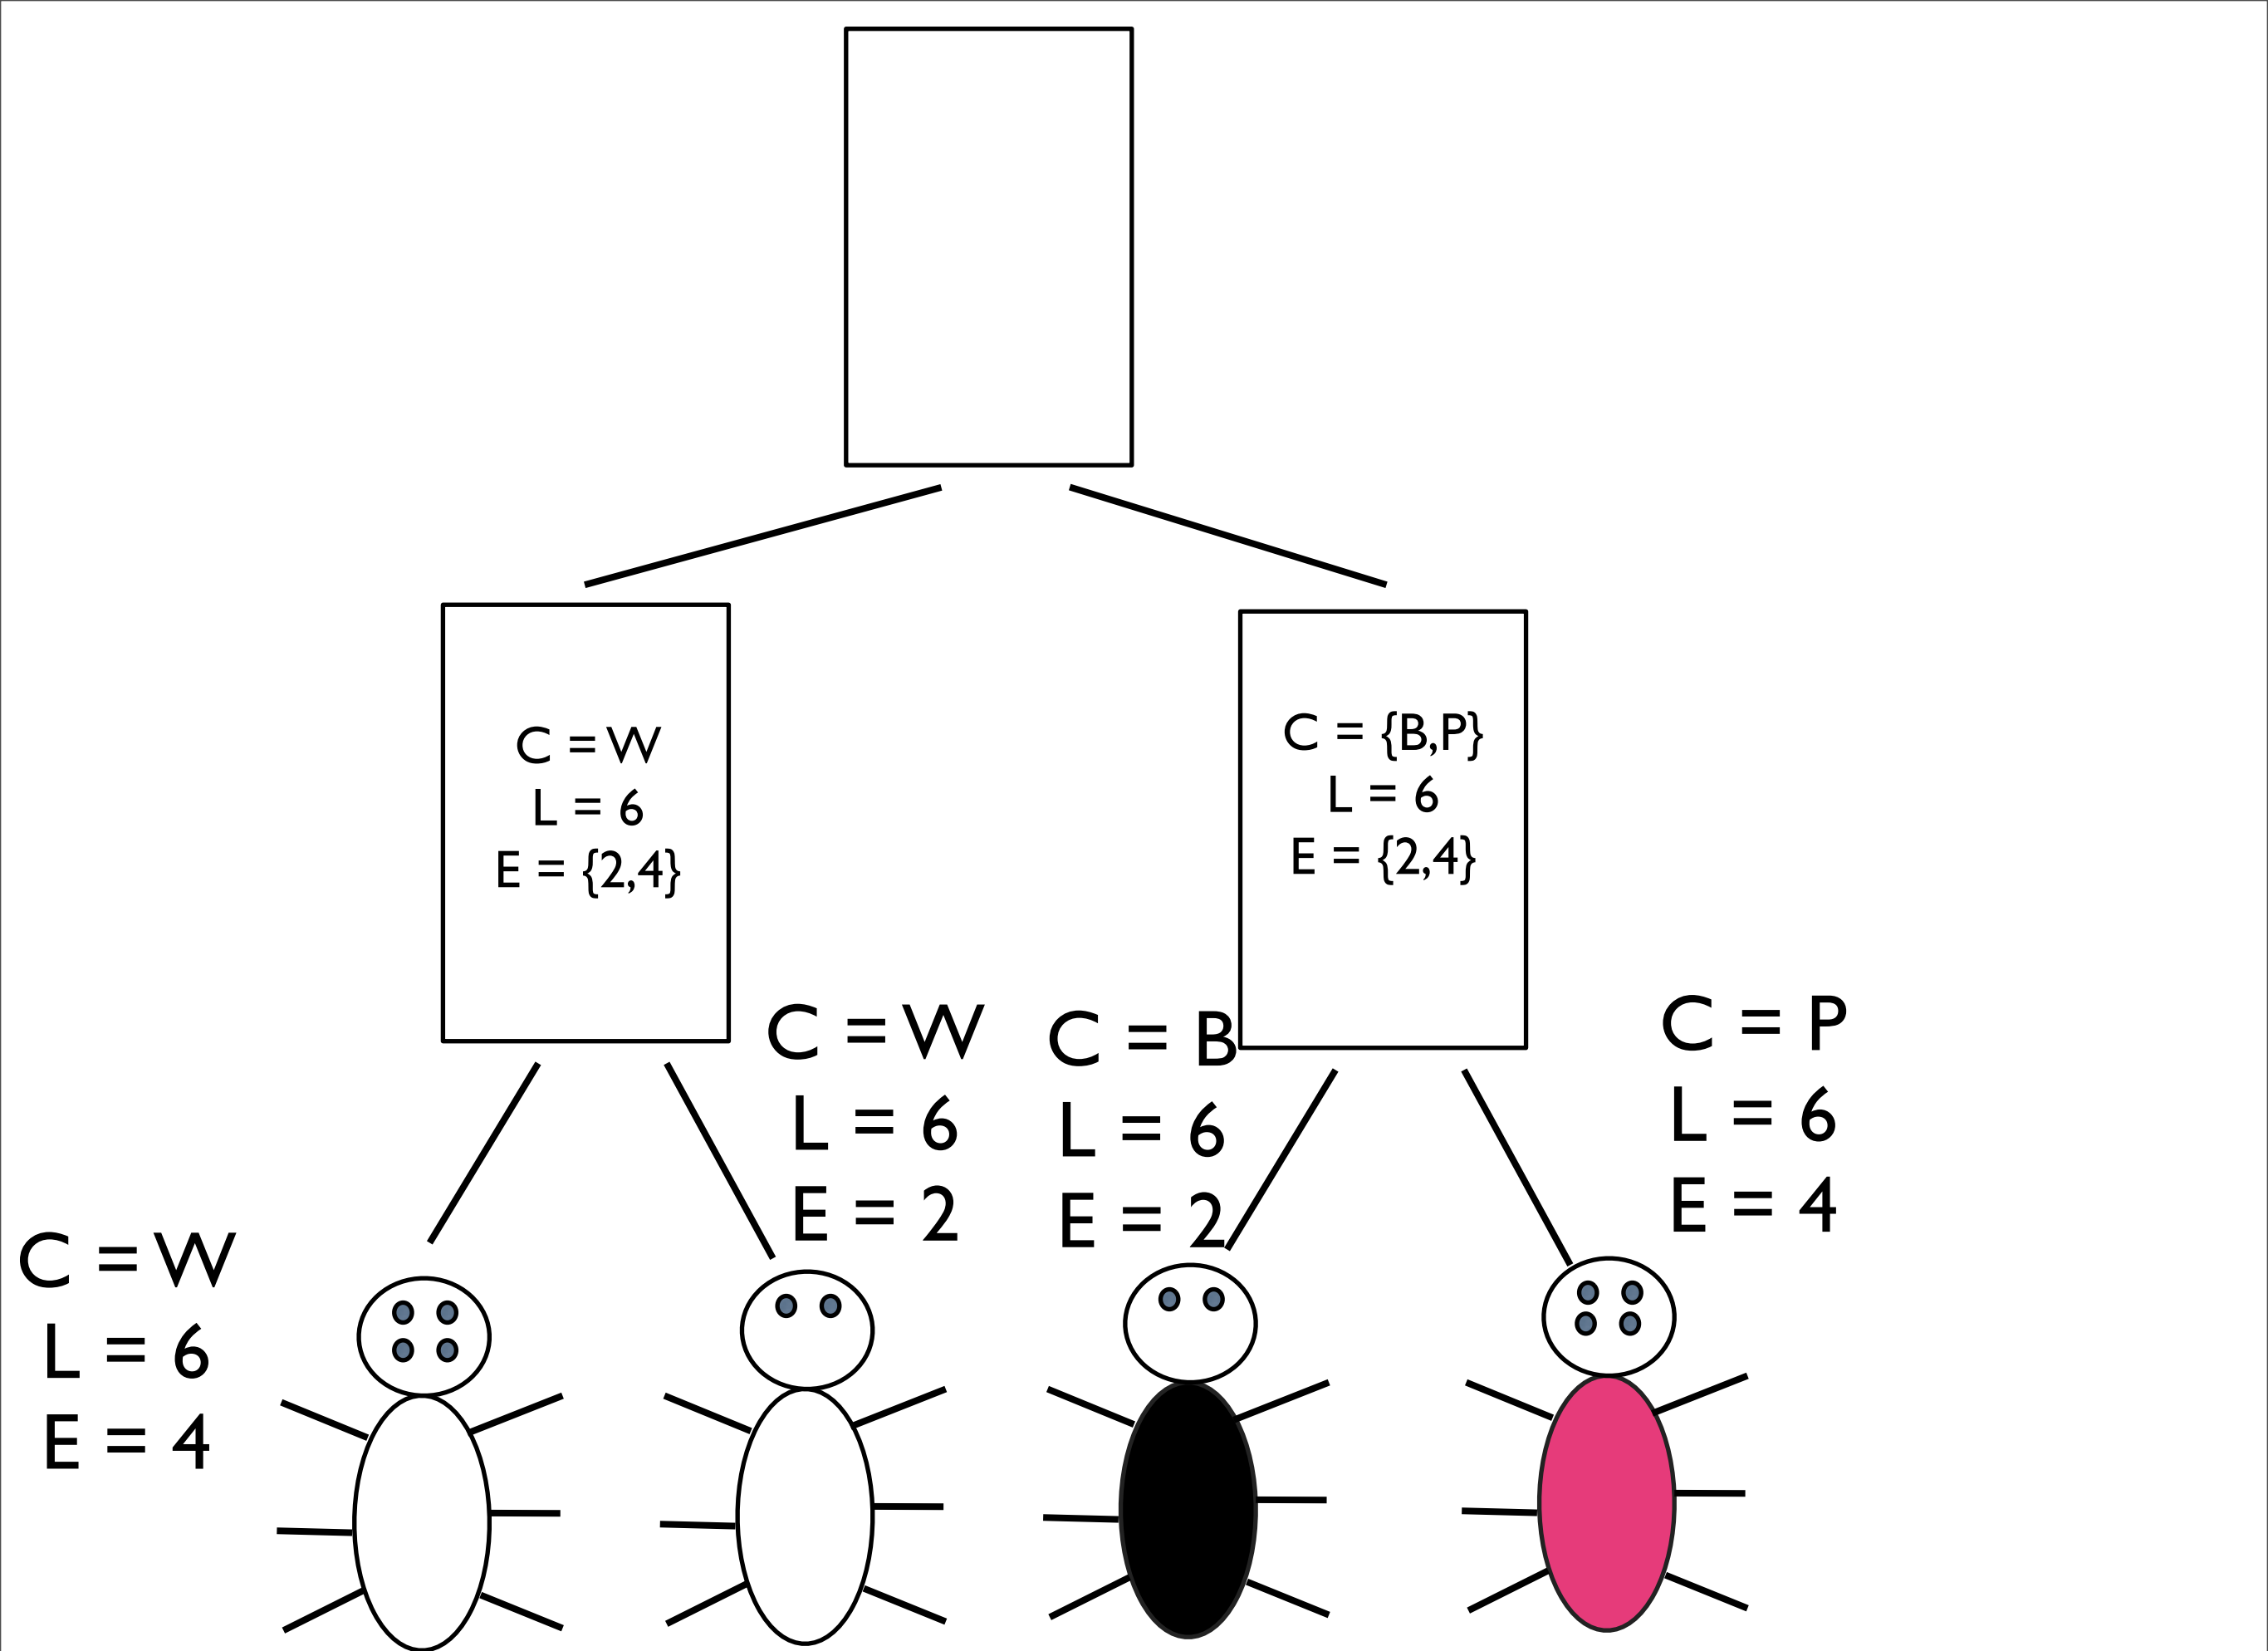 C = W
L = 6
E = {2,4}
C = {B,P}
L = 6
E = {2,4}
C = W
L = 6
E = 4
C = W
L = 6
E = 2
C = B
L = 6
E = 2
C = P
L = 6
E = 4